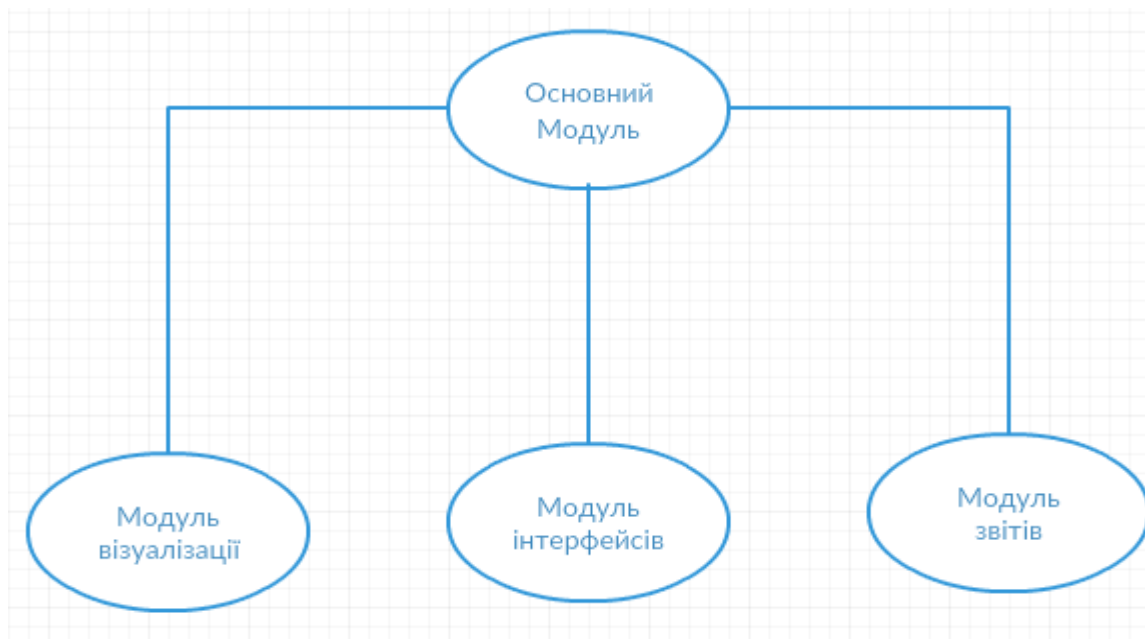 Основний
Модуль
Модуль
візуалізації
Модуль
інтерфейсів
Модуль
звітів